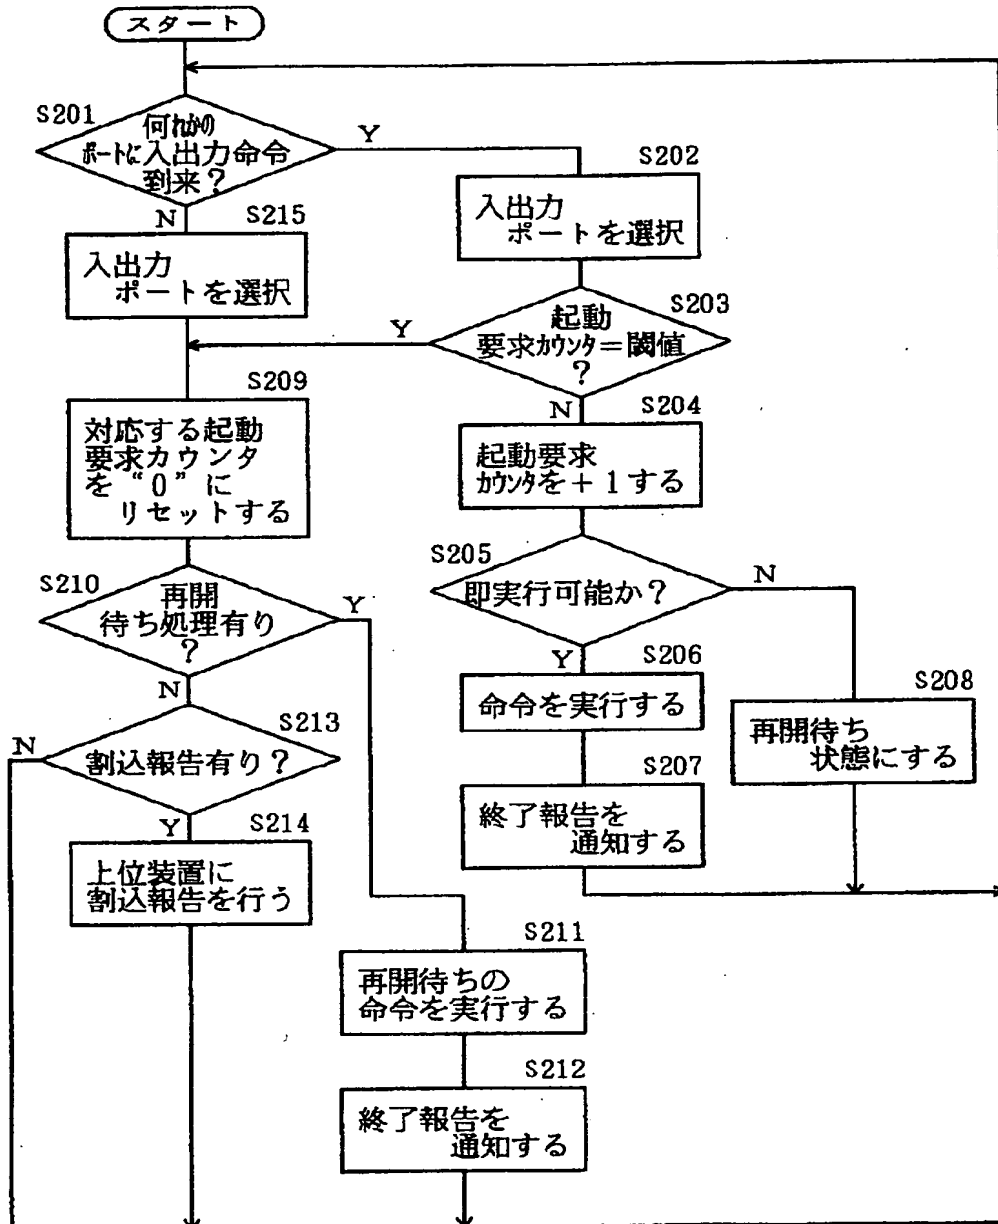 スタート
S201
何れかの
ポートに入出力命令
到来?
Y
N
S202
入出力
ポートを選択
S215
入出力
ポートを選択
S203
起動
要求カウンタ=閾値
?
Y
N
S209
対応する起動
要求カウンタ
を“0”に
リセットする
S204
起動要求
カウンタを+1する
S205
即実行可能か?
N
Y
S210
再開
待ち処理有り
?
Y
N
S206
命令を実行する
S208
再開待ち
状態にする
S213
割込報告有り?
N
Y
S207
終了報告を
通知する
S214
上位装置に
割込報告を行う
S211
再開待ちの
命令を実行する
S212
終了報告を
通知する